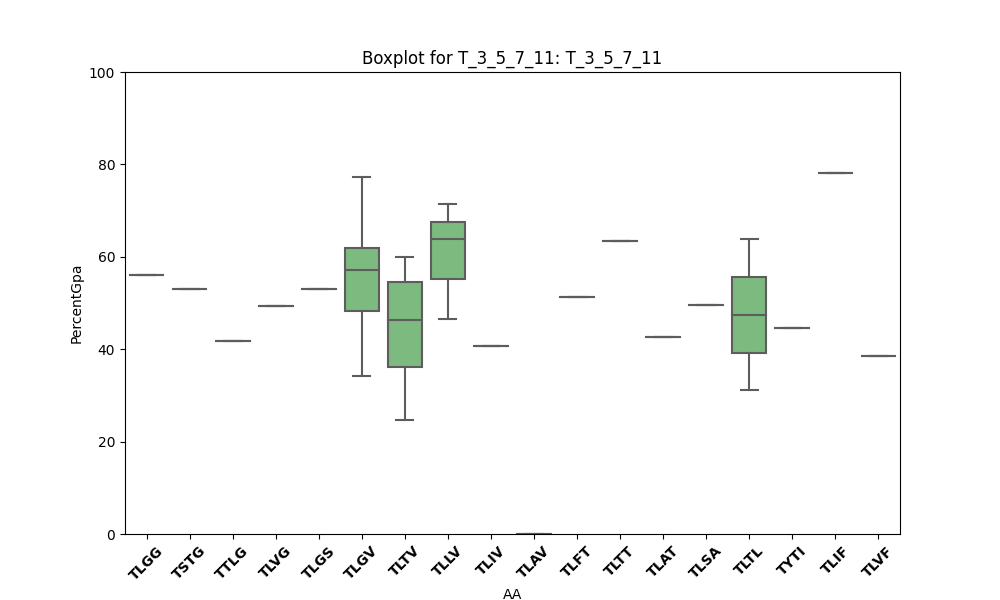 Boxplot for T_3_5_7_11: T_3_5_7_11
100
80
60
40
20
0
PercentGpa
TLGG TSTG TTLG TLVG TLGS TLGV TLTV TLLV TLIV TLAV TLFT TLTT TLAT TLSA TLTL TYTI TLIF TLVF
AA